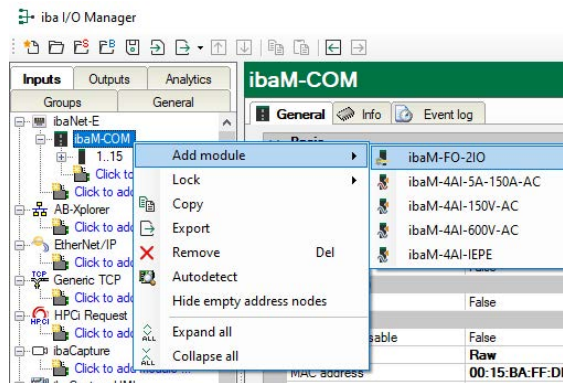 iba I/O Manager
Inputs Outputs Analytics
Groups General
ibaM-COM
General Info Event log
ibaNet-E
ibaM-COM
1..15
Click to
Click to add
AB-Xplorer
Click to add
EtherNet/IP
Click to add
Generic TCP
Click to add
HPCi Request
Click to add
ibaCapture
Click to add module ...
Add module
Lock
Copy
Export
Remove Del
Autodetect
Hide empty address nodes
Expand all
Collapse all
ibaM-FO-2IO
ibaM-4AI-5A-150A-AC
ibaM-4AI-150V-AC
ibaM-4AI-600V-AC
ibaM-4AI-IEPE
False
sable False
Raw
MAC address 00:15:BA:FF:D